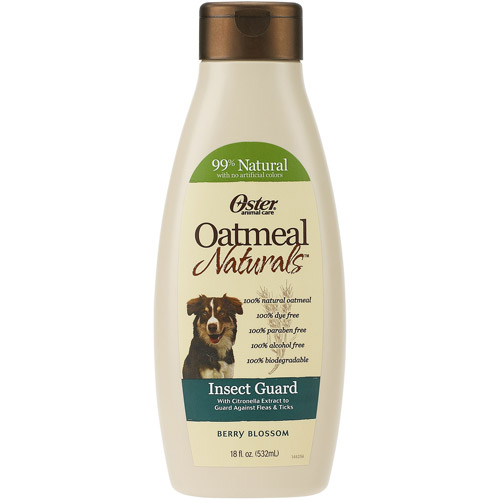 99% Natural
with no artificial colors
Oster
animal care
Oatmeal
Naturals™
100% natural oatmeal
100% dye free
100% paraben free
100% alcohol free
100% biodegradable
Insect Guard
With Citronella Extract to
Guard Against Fleas & Ticks
BERRY BLOSSOM
18 fl. oz. (532mL)